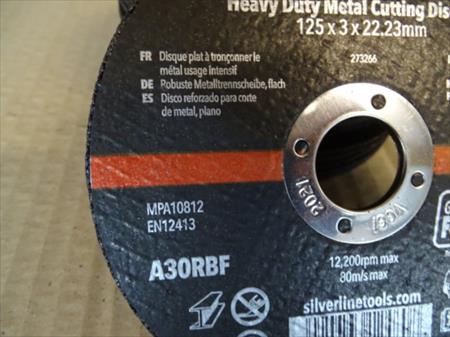 Heavy Duty Metal Cutting Dis
125 x 3 x 22.23mm
273266
FR Disque plat à tronçonner le
métal usage intensif
DE Robuste Metalltrennscheibe, flach
ES Disco reforzado para corte
de metal, plano
MPA10812
EN12413
A30RBF
2021
V06
12,200rpm max
80m/s max
silverlinetools.com